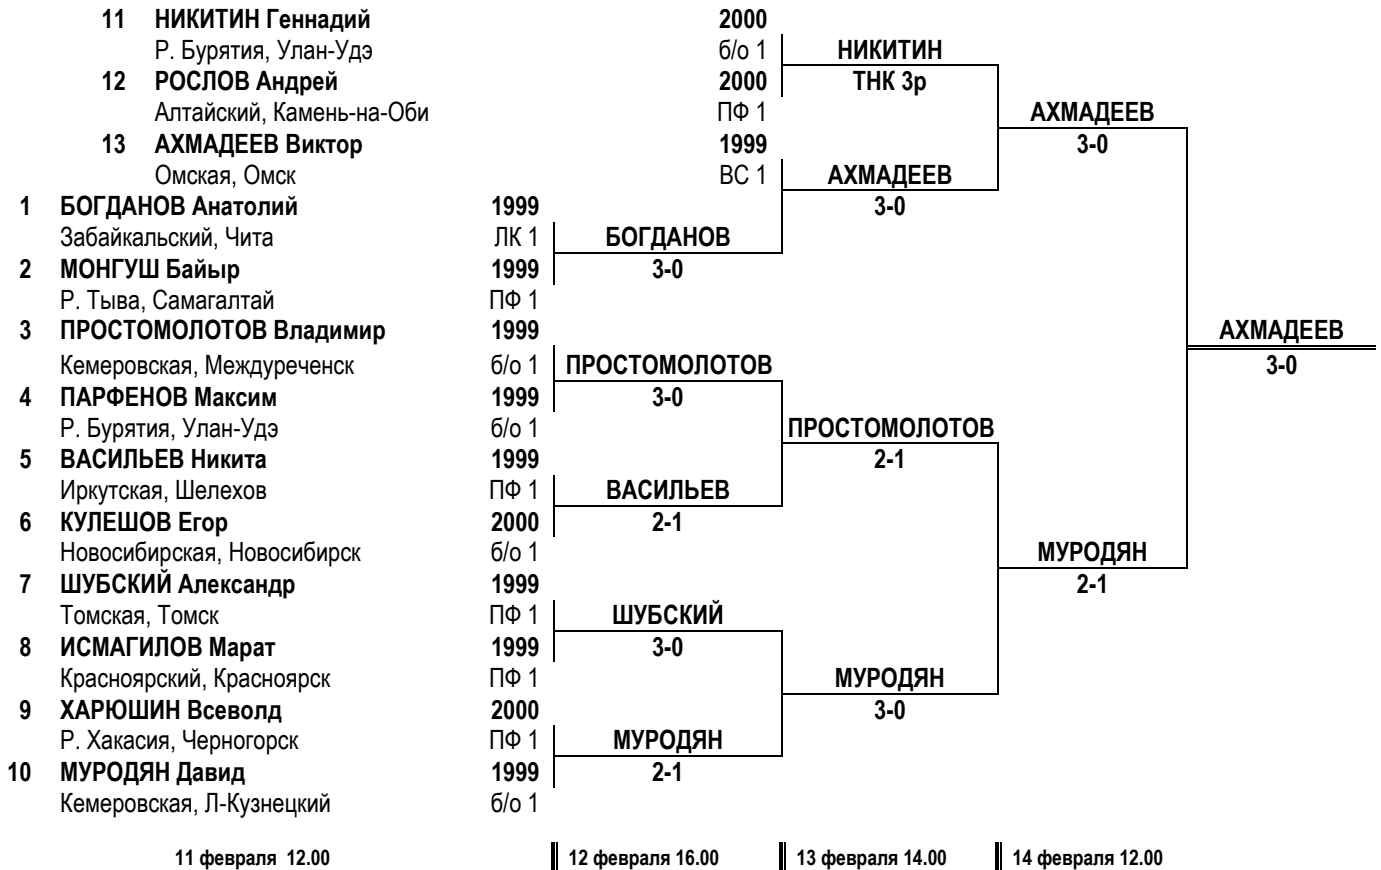 11 НИКИТИН Геннадий 2000
Р. Бурятия, Улан-Удэ б/о 1 НИКИТИН
12 РОСЛОВ Андрей 2000 ТНК 3р
Алтайский, Камень-на-Оби ПФ 1 АХМАДЕЕВ
13 АХМАДЕЕВ Виктор 1999 3-0
Омская, Омск ВС 1 АХМАДЕЕВ
1 БОГДАНОВ Анатолий 1999 3-0
Забайкальский, Чита ЛК 1 БОГДАНОВ
2 МОНГУШ Байыр 1999 3-0
Р. Тыва, Самагалтай ПФ 1
3 ПРОСТОМОЛОТОВ Владимир 1999 АХМАДЕЕВ
Кемеровская, Междуреченск б/о 1 ПРОСТОМОЛОТОВ 3-0
4 ПАРФЕНОВ Максим 1999 3-0
Р. Бурятия, Улан-Удэ б/о 1 ПРОСТОМОЛОТОВ
5 ВАСИЛЬЕВ Никита 1999 2-1
Иркутская, Шелехов ПФ 1 ВАСИЛЬЕВ
6 КУЛЕШОВ Егор 2000 2-1
Новосибирская, Новосибирск б/о 1 МУРОДЯН
7 ШУБСКИЙ Александр 1999 2-1
Томская, Томск ПФ 1 ШУБСКИЙ
8 ИСМАГИЛОВ Марат 1999 3-0
Красноярский, Красноярск ПФ 1 МУРОДЯН
9 ХАРЮШИН Всеволд 2000 3-0
Р. Хакасия, Черногорск ПФ 1 МУРОДЯН
10 МУРОДЯН Давид 1999 2-1
Кемеровская, Л-Кузнецкий б/о 1
11 февраля 12.00 12 февраля 16.00 13 февраля 14.00 14 февраля 12.00